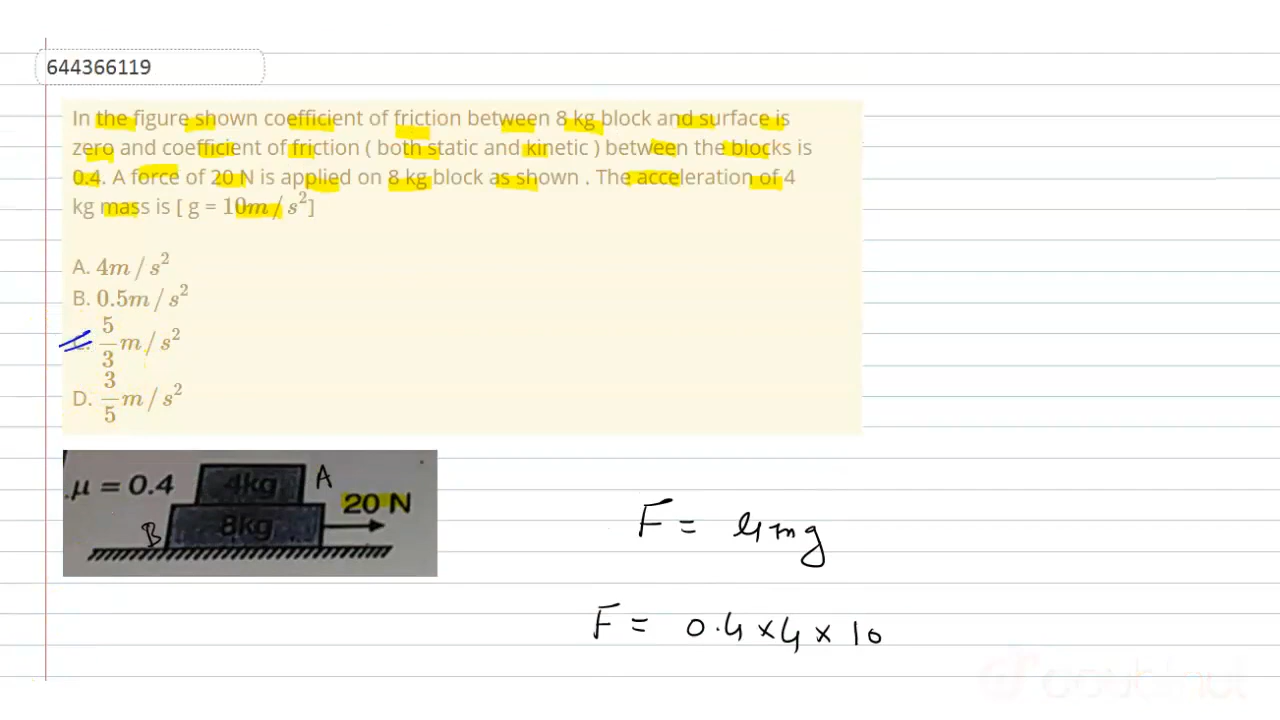 644366119
In the figure shown coefficient of friction between 8 kg block and surface is
zero and coefficient of friction ( both static and kinetic ) between the blocks is
0.4. A force of 20 N is applied on 8 kg block as shown . The acceleration of 4
kg mass is [ g = 10m/s²]
A. 4m/s²
B. 0.5m/s²
C. 5/3 m/s²
D. 3/5 m/s²
μ = 0.4 4kg A
20 N
B 8kg
F = μmg
F = 0.4 × 4 × 10